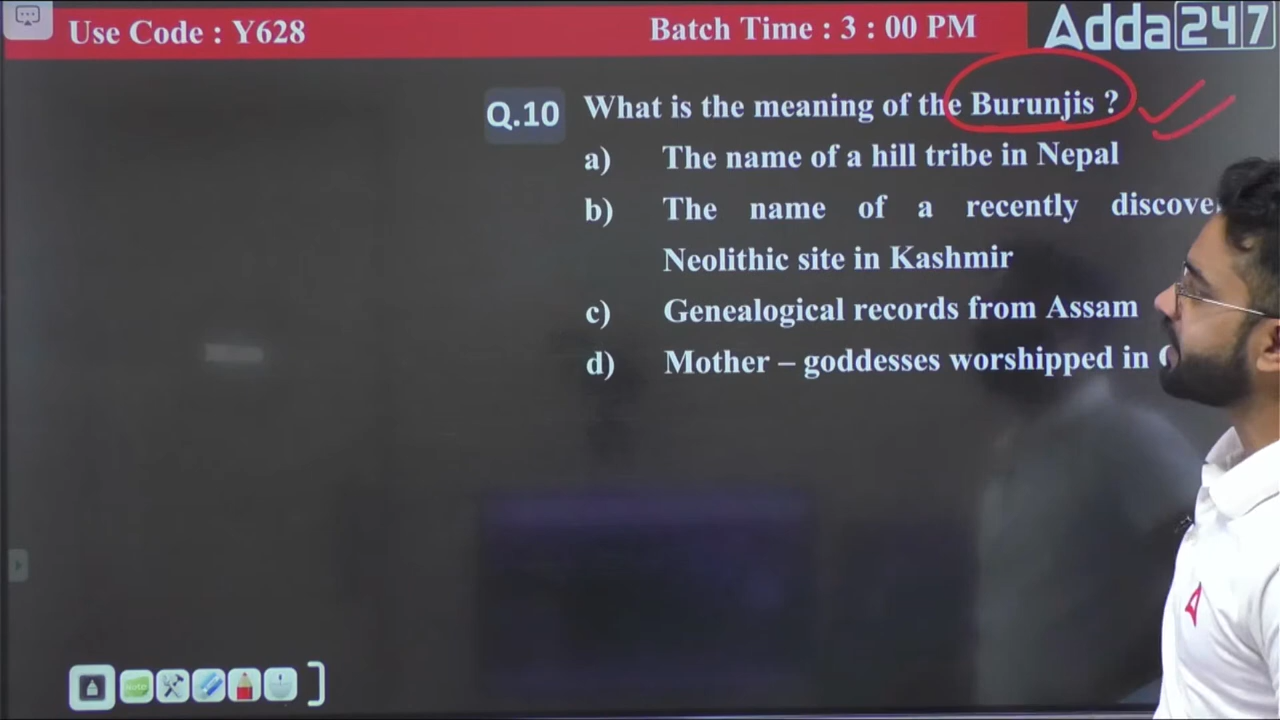 Use Code : Y628
Batch Time : 3 : 00 PM
Adda247
Q.10 What is the meaning of the Burunjis ?
a) The name of a hill tribe in Nepal
b) The name of a recently
Neolithic site in Kashmir
c) Genealogical records from Assam
d) Mother – goddesses worshipped in